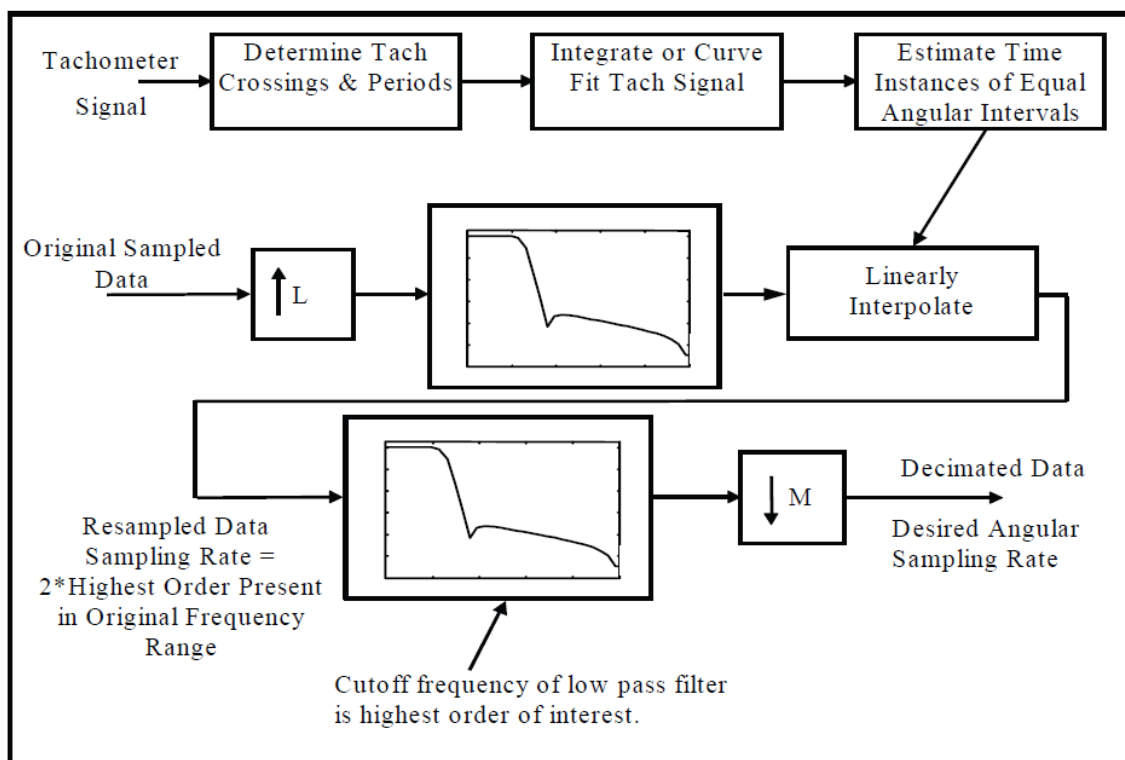 Tachometer
Signal
Determine Tach
Crossings & Periods
Integrate or Curve
Fit Tach Signal
Estimate Time
Instances of Equal
Angular Intervals
Original Sampled
Data
L
Linearly
Interpolate
Resampled Data
Sampling Rate =
2*Highest Order Present
in Original Frequency
Range
M
Decimated Data
Desired Angular
Sampling Rate
Cutoff frequency of low pass filter
is highest order of interest.